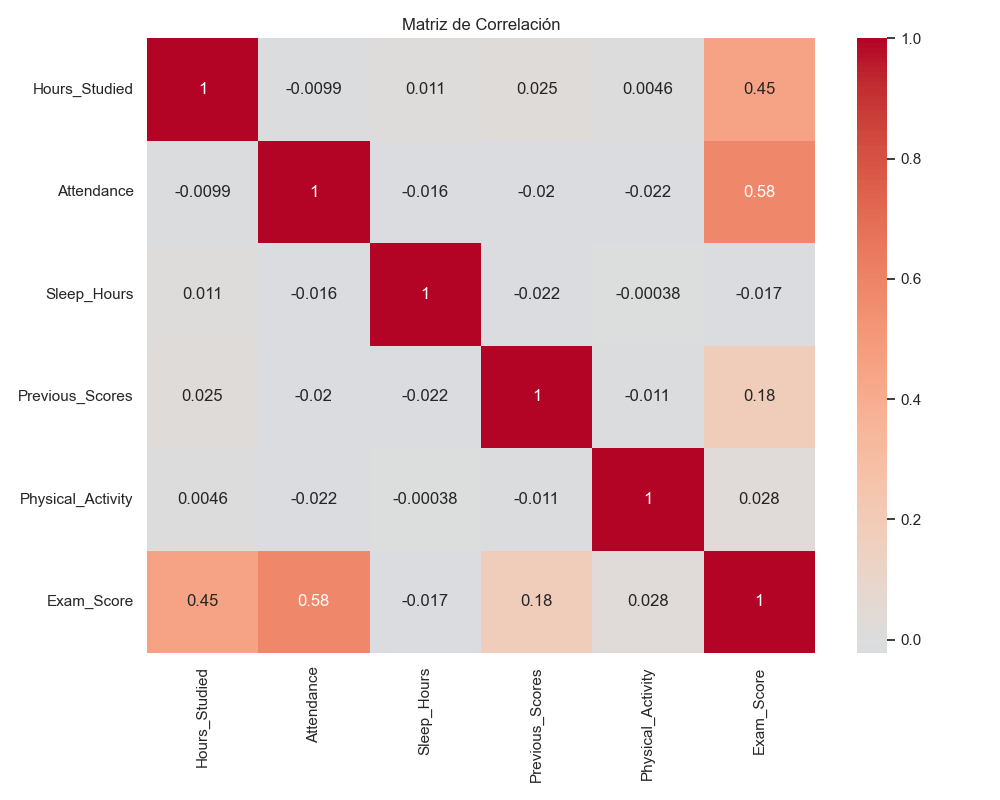 Matriz de Correlación
Hours_Studied 1 -0.0099 0.011 0.025 0.0046 0.45
Attendance -0.0099 1 -0.016 -0.02 -0.022 0.58
Sleep_Hours 0.011 -0.016 1 -0.022 -0.00038 -0.017
Previous_Scores 0.025 -0.02 -0.022 1 -0.011 0.18
Physical_Activity 0.0046 -0.022 -0.00038 -0.011 1 0.028
Exam_Score 0.45 0.58 -0.017 0.18 0.028 1
Hours_Studied
Attendance
Sleep_Hours
Previous_Scores
Physical_Activity
Exam_Score
1.0
0.8
0.6
0.4
0.2
0.0